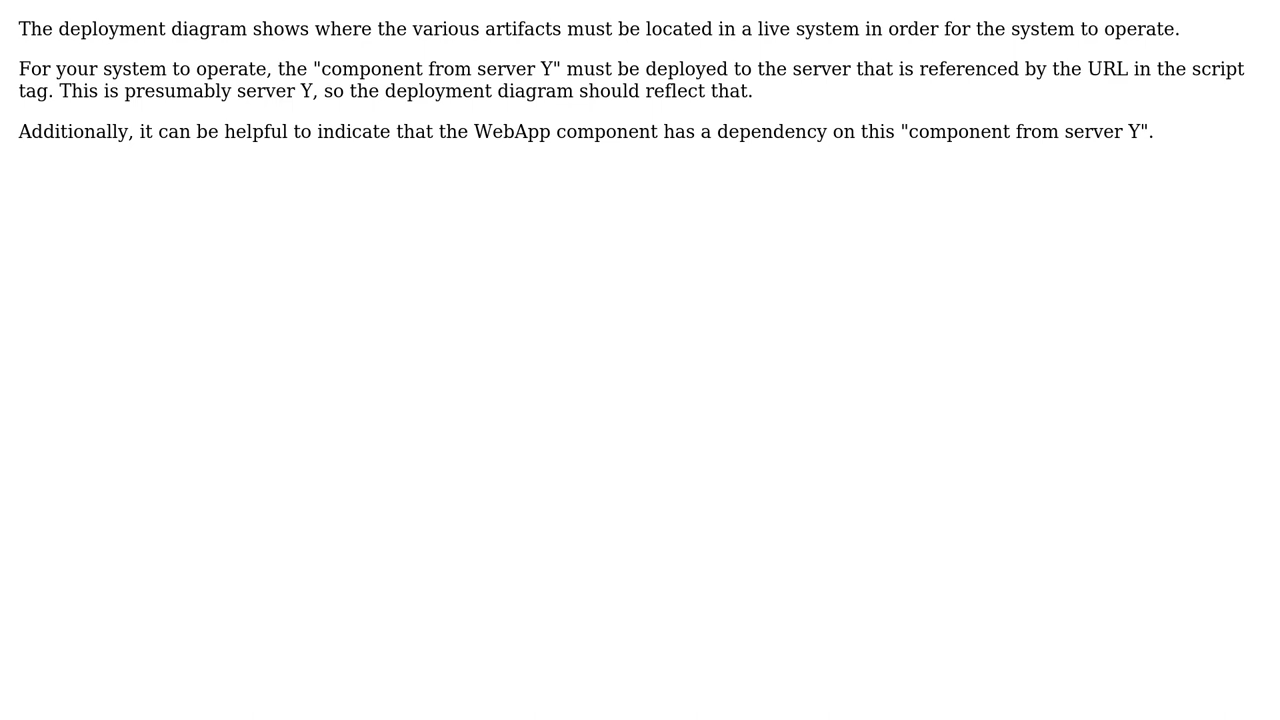 The deployment diagram shows where the various artifacts must be located in a live system in order for the system to operate.
For your system to operate, the "component from server Y" must be deployed to the server that is referenced by the URL in the script
tag. This is presumably server Y, so the deployment diagram should reflect that.
Additionally, it can be helpful to indicate that the WebApp component has a dependency on this "component from server Y".